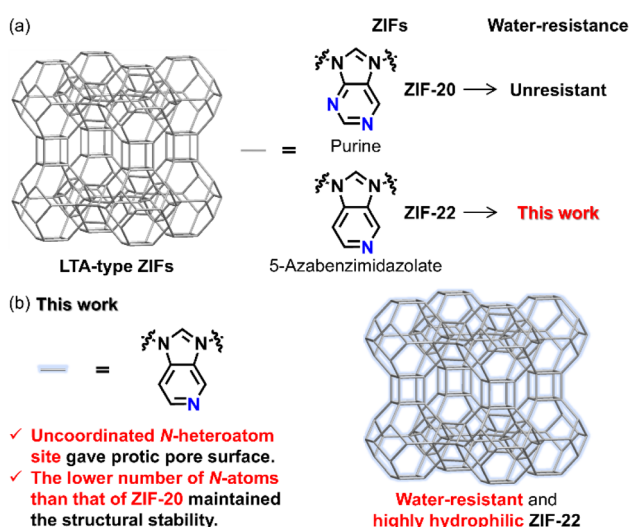 (a)
ZIFs Water-resistance
N N
N
N
ZIF-20 → Unresistant
Purine
N N
N
ZIF-22 → This work
LTA-type ZIFs
=
5-Azabenzimidazolate
(b) This work
=
N N
N
✓ Uncoordinated N-heteroatom
site gave protic pore surface.
✓ The lower number of N-atoms
than that of ZIF-20 maintained
the structural stability.
Water-resistant and
highly hydrophilic ZIF-22